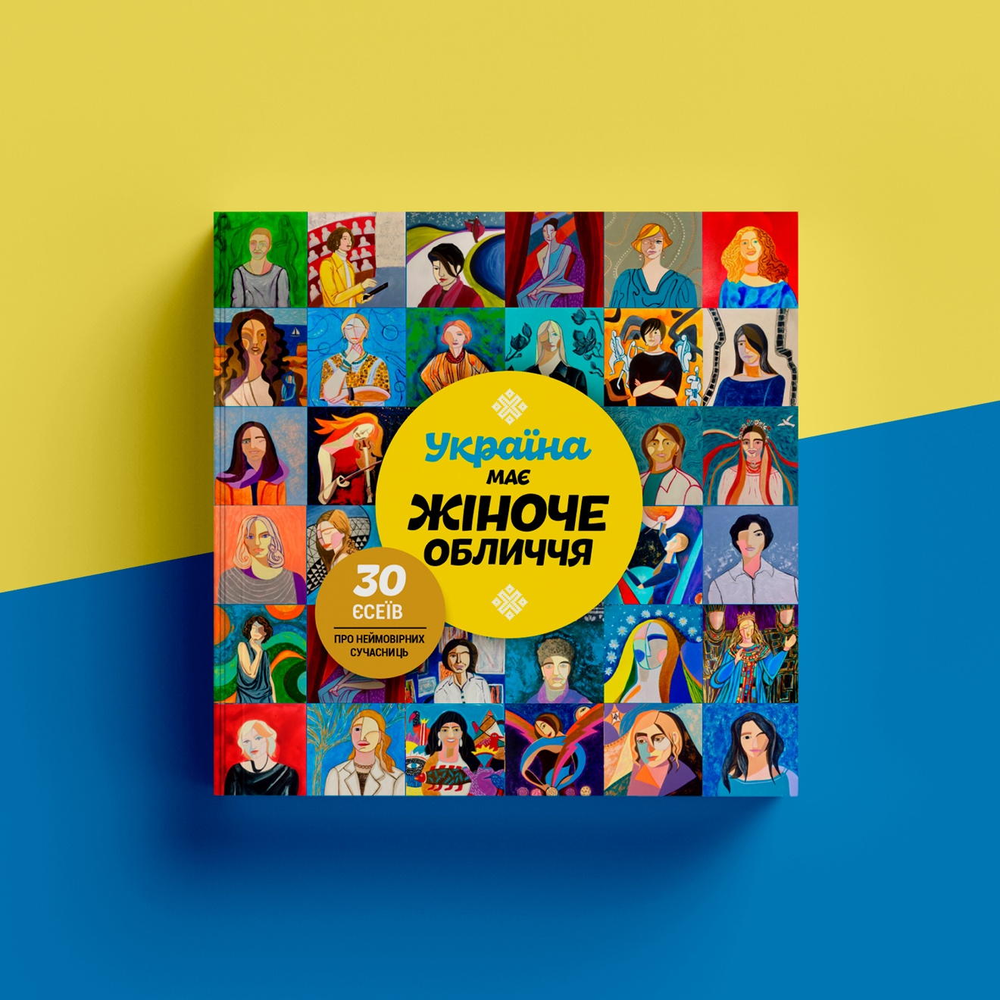 Україна
має
ЖІНОЧЕ
ОБЛИЧЧЯ
30
ЄСЕЇВ
ПРО НЕЙМОВІРНИХ
СУЧАСНИЦЬ